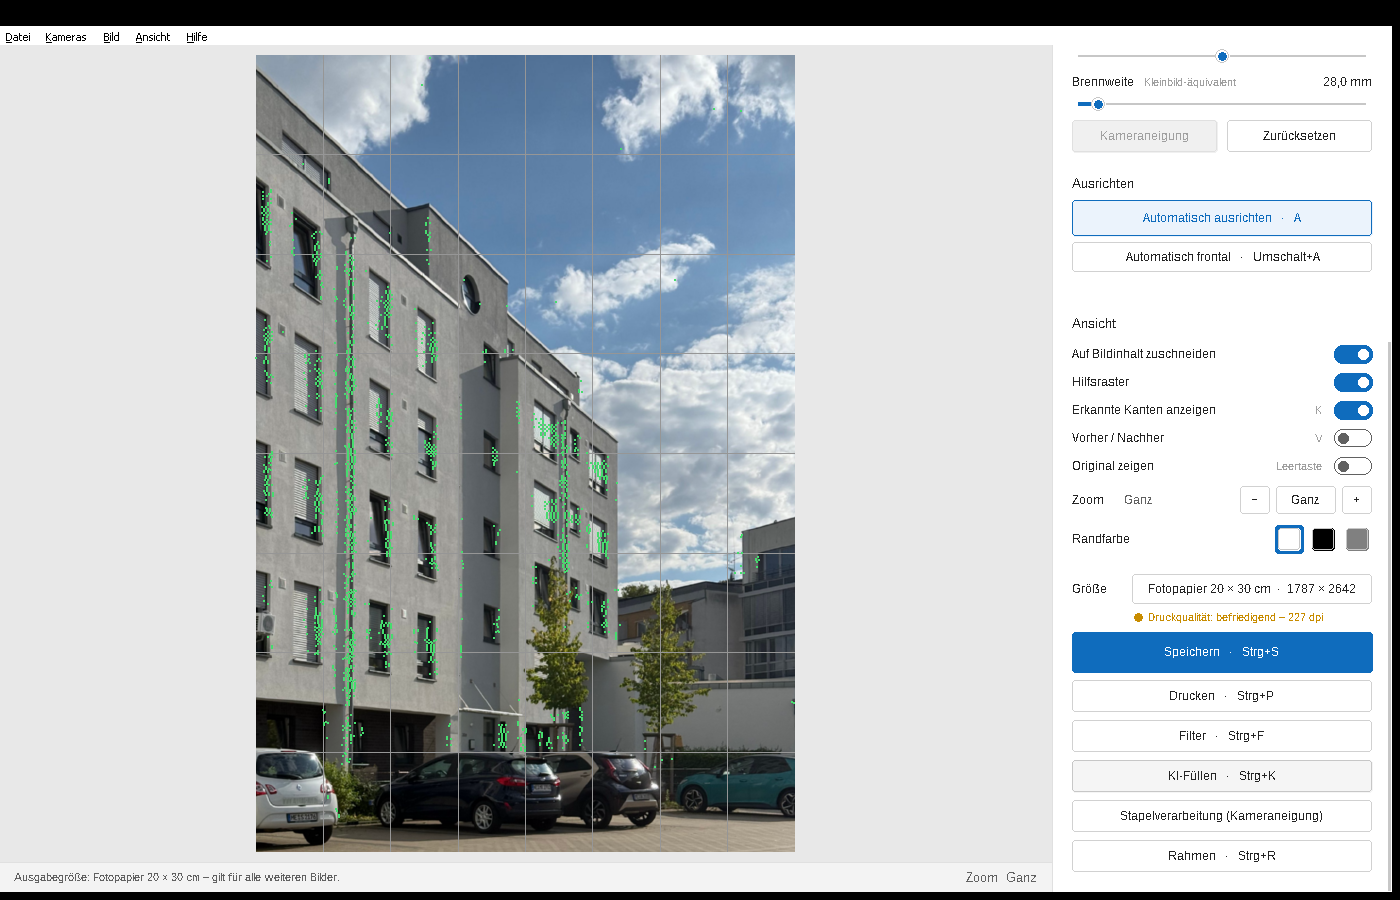 Datei Kameras Bild Ansicht Hilfe
Brennweite Kleinbild-äquivalent 28,0 mm
Kameraneigung Zurücksetzen
Ausrichten
Automatisch ausrichten · A
Automatisch frontal · Umschalt+A
Ansicht
Auf Bildinhalt zuschneiden
Hilfsraster
Erkannte Kanten anzeigen K
Vorher / Nachher V
Original zeigen Leertaste
Zoom Ganz − Ganz +
Randfarbe
Größe Fotopapier 20 × 30 cm · 1787 × 2642
Druckqualität: befriedigend – 227 dpi
Speichern · Strg+S
Drucken · Strg+P
Filter · Strg+F
KI-Füllen · Strg+K
Stapelverarbeitung (Kameraneigung)
Rahmen · Strg+R
Ausgabegröße: Fotopapier 20 × 30 cm – gilt für alle weiteren Bilder. Zoom Ganz